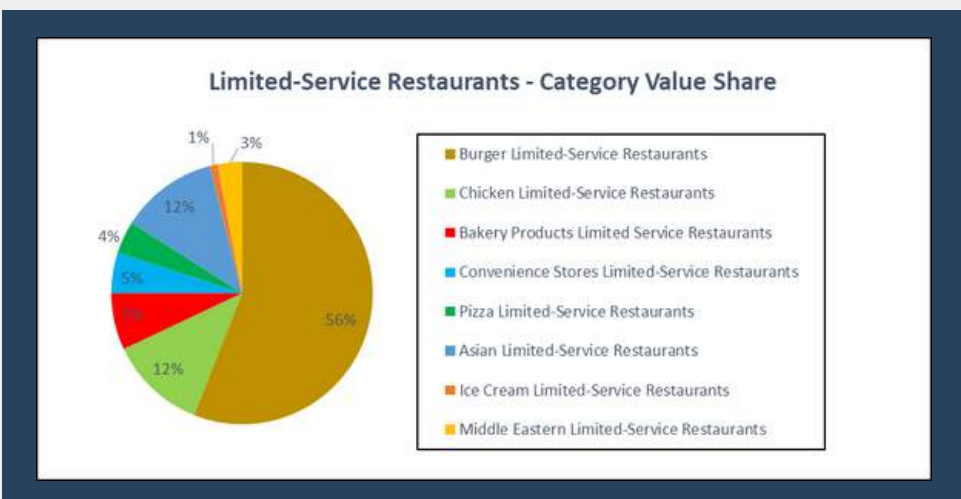 Limited-Service Restaurants - Category Value Share
1%
3%
12%
4%
5%
7%
12%
56%
Burger Limited-Service Restaurants
Chicken Limited-Service Restaurants
Bakery Products Limited Service Restaurants
Convenience Stores Limited-Service Restaurants
Pizza Limited-Service Restaurants
Asian Limited-Service Restaurants
Ice Cream Limited-Service Restaurants
Middle Eastern Limited-Service Restaurants